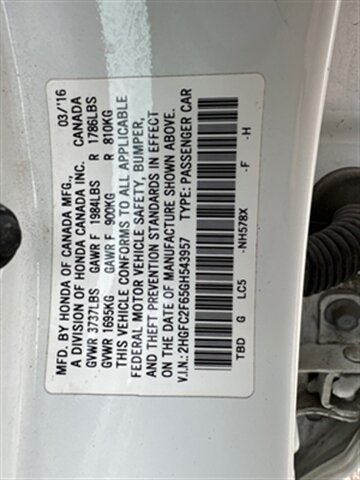 MFD. BY HONDA OF CANADA MFG., 03/'16
A DIVISION OF HONDA CANADA INC. CANADA
GVWR 3737LBS GAWR F 1984LBS R 1786LBS
GVWR 1695KG GAWR F 900KG R 810KG
THIS VEHICLE CONFORMS TO ALL APPLICABLE
FEDERAL MOTOR VEHICLE SAFETY, BUMPER,
AND THEFT PREVENTION STANDARDS IN EFFECT
ON THE DATE OF MANUFACTURE SHOWN ABOVE.
V.I.N.: 2HGFC2F65GH543957 TYPE: PASSENGER CAR
TBD G LC5 -NH578X -F -H